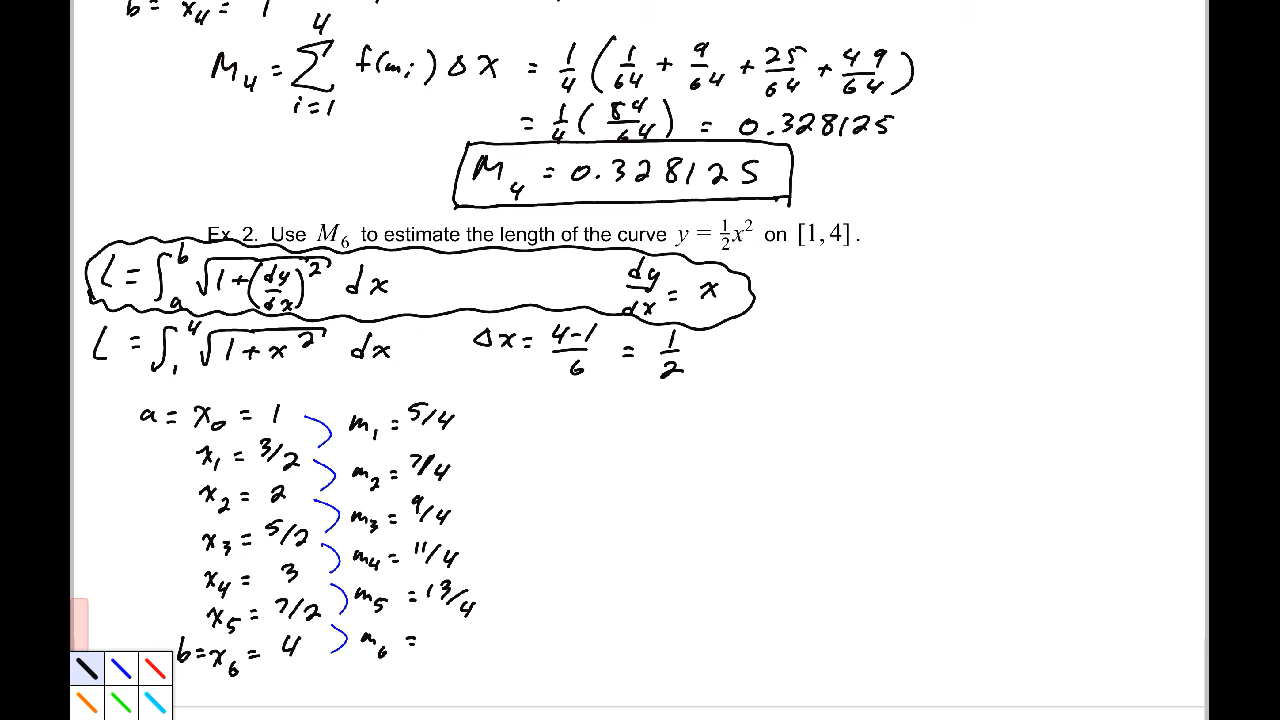 b = x₄ = 1
M₄ = ∑_{i=1}^{4} f(mᵢ) Δx = 1/4 (1/64 + 9/64 + 25/64 + 49/64)
= 1/4 (84/64) = 0.328125
M₄ = 0.328125
Ex. 2. Use M₆ to estimate the length of the curve y = ½x² on [1, 4].
L = ∫_a^b √(1 + (dy/dx)²) dx dy/dx = x
L = ∫_1^4 √(1 + x²) dx Δx = (4-1)/6 = 1/2
a = x₀ = 1 m₁ = 5/4
x₁ = 3/2 m₂ = 7/4
x₂ = 2 m₃ = 9/4
x₃ = 5/2 m₄ = 11/4
x₄ = 3 m₅ = 13/4
x₅ = 7/2 m₆ =
b = x₆ = 4